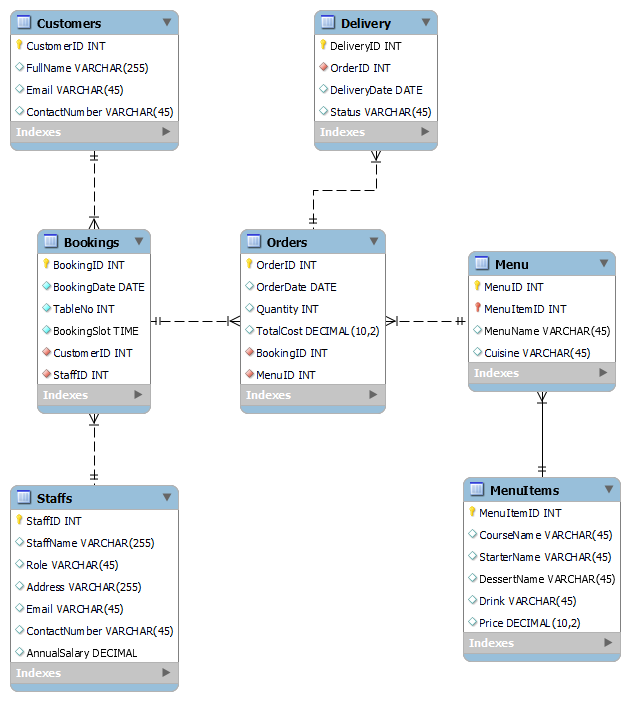 Customers
CustomerID INT
FullName VARCHAR(255)
Email VARCHAR(45)
ContactNumber VARCHAR(45)
Indexes
Delivery
DeliveryID INT
OrderID INT
DeliveryDate DATE
Status VARCHAR(45)
Indexes
Bookings
BookingID INT
BookingDate DATE
TableNo INT
BookingSlot TIME
CustomerID INT
StaffID INT
Indexes
Orders
OrderID INT
OrderDate DATE
Quantity INT
TotalCost DECIMAL(10,2)
BookingID INT
MenuID INT
Indexes
Menu
MenuID INT
MenuItemID INT
MenuName VARCHAR(45)
Cuisine VARCHAR(45)
Indexes
Staffs
StaffID INT
StaffName VARCHAR(255)
Role VARCHAR(45)
Address VARCHAR(255)
Email VARCHAR(45)
ContactNumber VARCHAR(45)
AnnualSalary DECIMAL
Indexes
MenuItems
MenuItemID INT
CourseName VARCHAR(45)
StarterName VARCHAR(45)
DessertName VARCHAR(45)
Drink VARCHAR(45)
Price DECIMAL(10,2)
Indexes